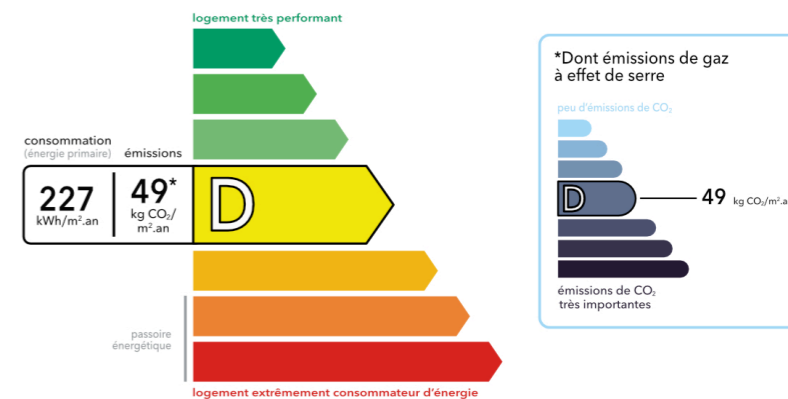 logement très performant
consommation
(énergie primaire)
émissions
227
kWh/m².an
49*
kg CO₂/
m².an
D
passoire
énergétique
logement extrêmement consommateur d'énergie
*Dont émissions de gaz
à effet de serre
peu d'émissions de CO₂
D
49 kg CO₂/m².a
émissions de CO₂
très importantes